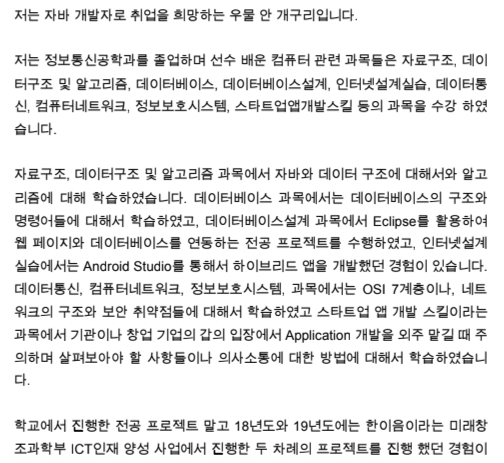 저는 자바 개발자로 취업을 희망하는 우물 안 개구리입니다.
저는 정보통신공학과를 졸업하며 선수 배운 컴퓨터 관련 과목들은 자료구조, 데이
터구조 및 알고리즘, 데이터베이스, 데이터베이스설계, 인터넷설계실습, 데이터통
신, 컴퓨터네트워크, 정보보호시스템, 스타트업앱개발스킬 등의 과목을 수강 하였
습니다.
자료구조, 데이터구조 및 알고리즘 과목에서 자바와 데이터 구조에 대해서와 알고
리즘에 대해 학습하였습니다. 데이터베이스 과목에서는 데이터베이스의 구조와
명령어들에 대해서 학습하였고, 데이터베이스설계 과목에서 Eclipse를 활용하여
웹 페이지와 데이터베이스를 연동하는 전공 프로젝트를 수행하였고, 인터넷설계
실습에서는 Android Studio를 통해서 하이브리드 앱을 개발했던 경험이 있습니다.
데이터통신, 컴퓨터네트워크, 정보보호시스템, 과목에서는 OSI 7계층이나, 네트
워크의 구조와 보안 취약점들에 대해서 학습하였고 스타트업 앱 개발 스킬이라는
과목에서 기관이나 창업 기업의 갑의 입장에서 Application 개발을 외주 맡길 때 주
의하며 살펴보아야 할 사항들이나 의사소통에 대한 방법에 대해서 학습하였습니
다.
학교에서 진행한 전공 프로젝트 말고 18년도와 19년도에는 한이음이라는 미래창
조과학부 ICT인재 양성 사업에서 진행한 두 차례의 프로젝트를 진행 했던 경험이